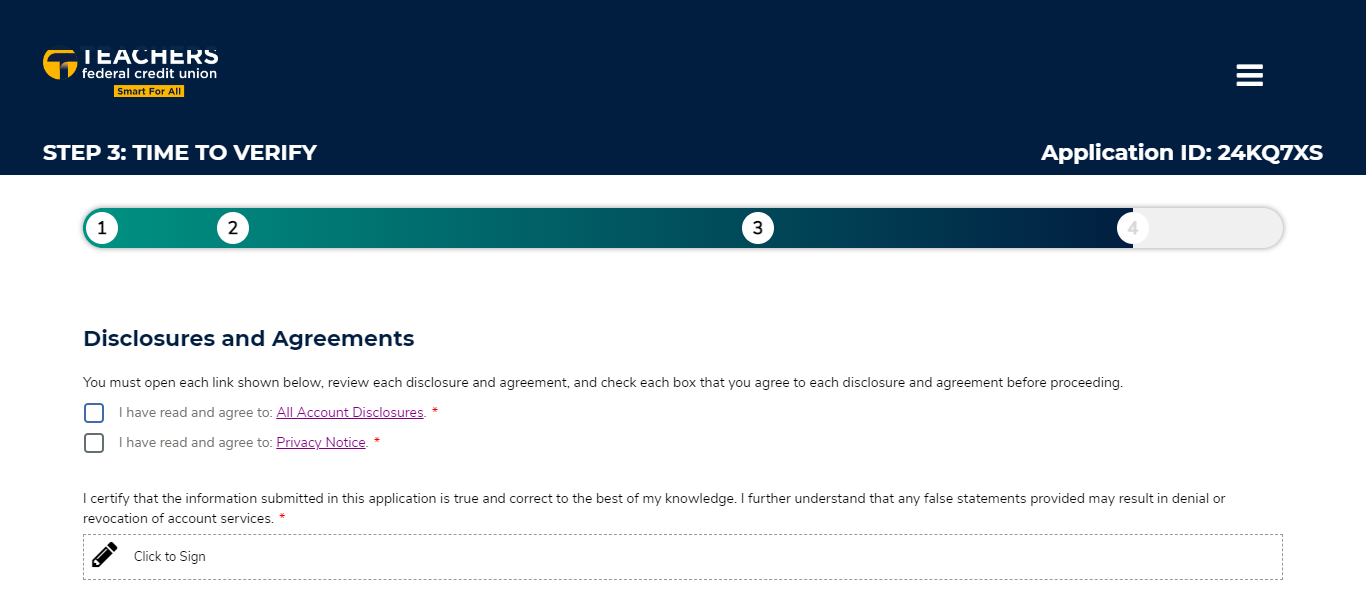 TEACHERS
federal credit union
Smart For All
STEP 3: TIME TO VERIFY
Application ID: 24KQ7XS
1 2 3 4
Disclosures and Agreements
You must open each link shown below, review each disclosure and agreement, and check each box that you agree to each disclosure and agreement before proceeding.
I have read and agree to: All Account Disclosures. *
I have read and agree to: Privacy Notice. *
I certify that the information submitted in this application is true and correct to the best of my knowledge. I further understand that any false statements provided may result in denial or
revocation of account services. *
Click to Sign